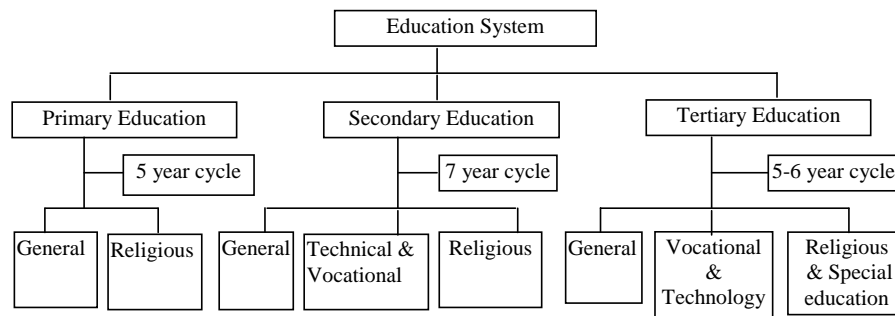 Education System
Primary Education
Secondary Education
Tertiary Education
5 year cycle
7 year cycle
5-6 year cycle
General
Religious
General
Technical &
Vocational
Religious
General
Vocational
&
Technology
Religious
& Special
education